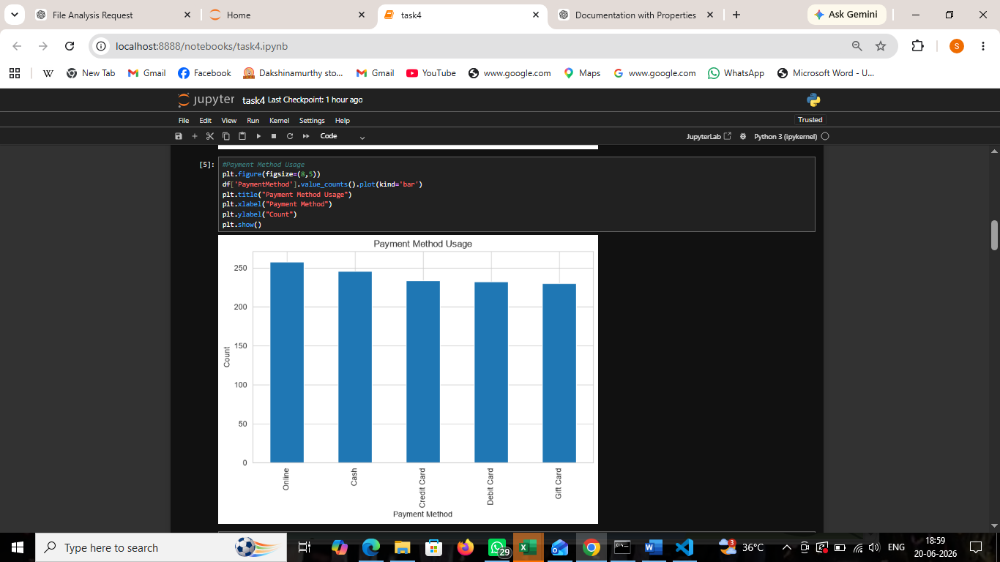 File Analysis Request
Home
task4
Documentation with Properties
Ask Gemini
localhost:8888/notebooks/task4.ipynb
S
W
New Tab
Gmail
Facebook
Dakshinamurthy sto...
Gmail
YouTube
www.google.com
Maps
www.google.com
WhatsApp
Microsoft Word - U...
jupyter task4 Last Checkpoint: 1 hour ago
File Edit View Run Kernel Settings Help
Trusted
Code
JupyterLab
Python 3 (ipykernel)
[5]:
#Payment Method Usage
plt.figure(figsize=(8,5))
df['PaymentMethod'].value_counts().plot(kind='bar')
plt.title("Payment Method Usage")
plt.xlabel("Payment Method")
plt.ylabel("Count")
plt.show()
Payment Method Usage
250
200
150
100
50
0
Count
Online
Cash
Credit Card
Debit Card
Gift Card
Payment Method
Type here to search
29
3
36°C
ENG
18:59
20-06-2026